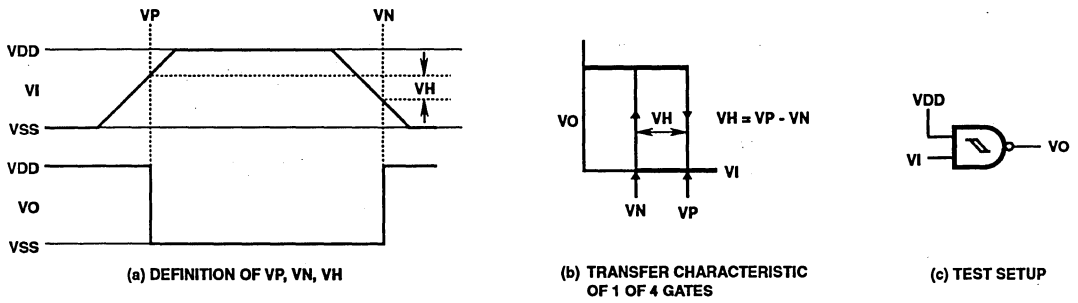 VP
VN
VDD
VI
VH
VSS
VDD
VO
VSS
(a) DEFINITION OF VP, VN, VH
VO
VH
VH = VP - VN
VI
VN
VP
(b) TRANSFER CHARACTERISTIC
OF 1 OF 4 GATES
VDD
VI
VO
(c) TEST SETUP